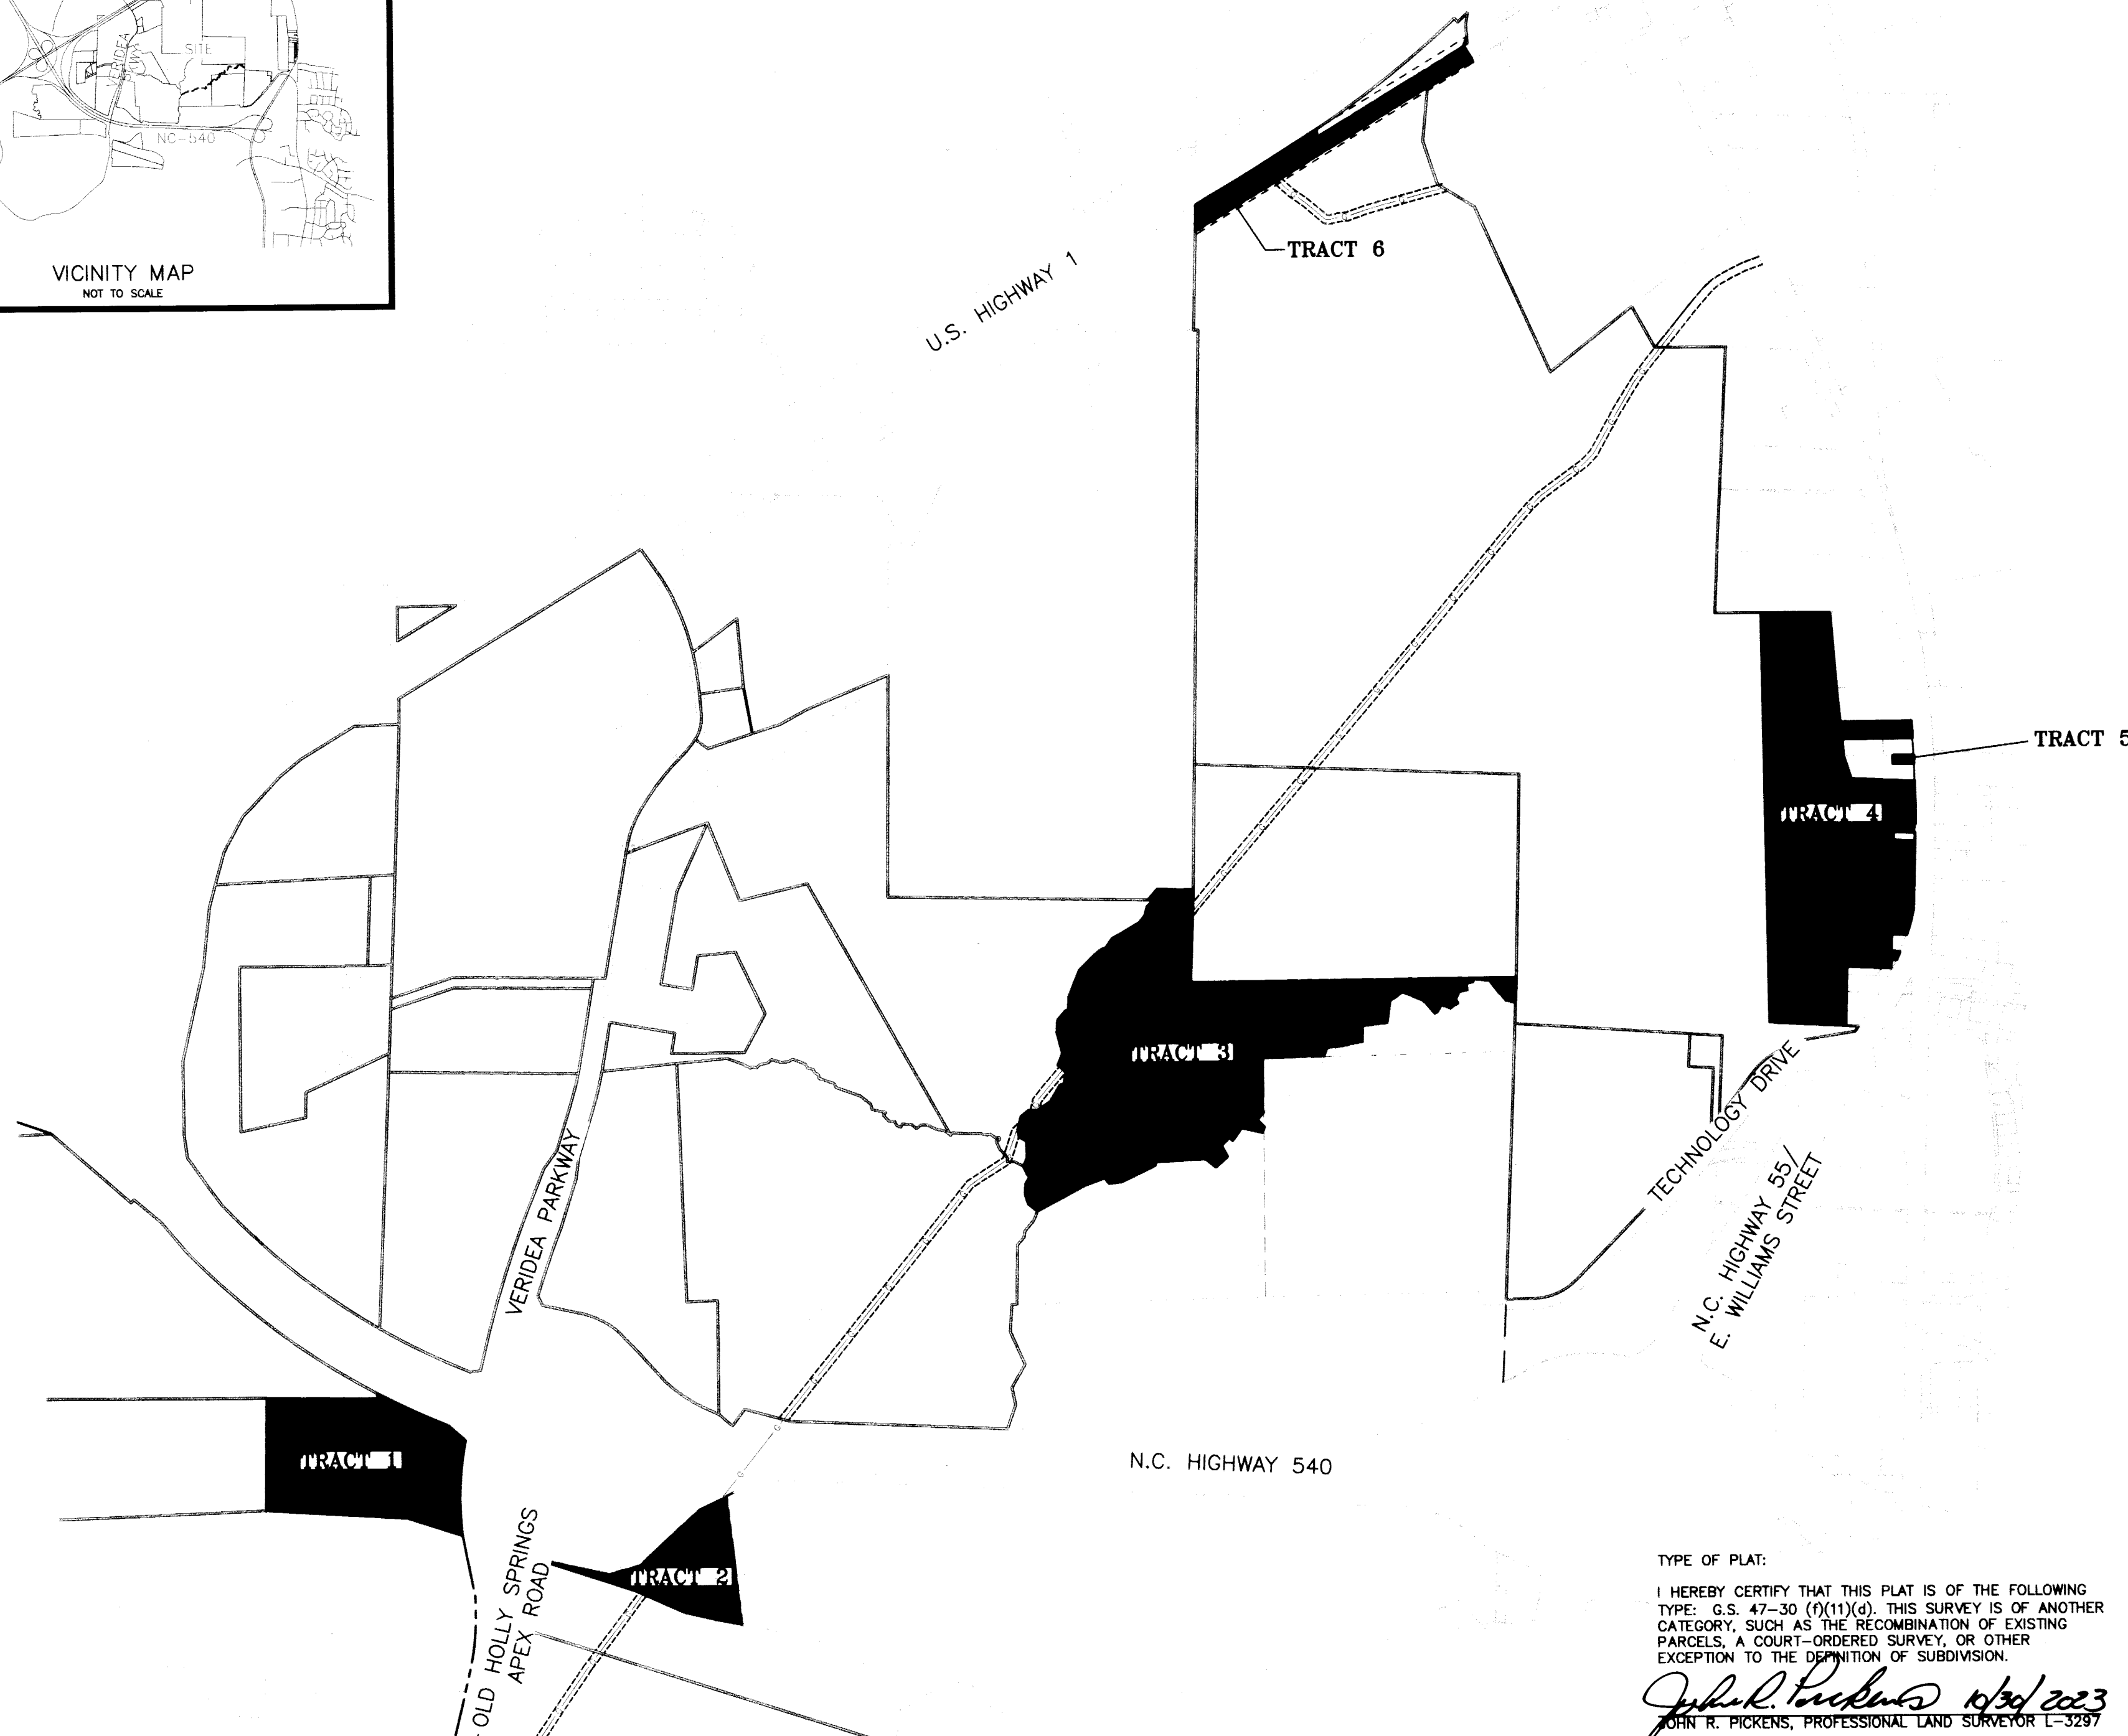 SITE
VERIDEA
NC-540
VICINITY MAP
NOT TO SCALE
U.S. HIGHWAY 1
TRACT 6
TRACT 5
TRACT 4
TRACT 3
TECHNOLOGY DRIVE
N.C. HIGHWAY 55/
E. WILLIAMS STREET
VERIDEA PARKWAY
TRACT 1
N.C. HIGHWAY 540
OLD HOLLY SPRINGS
APEX ROAD
TRACT 2
TYPE OF PLAT:
I HEREBY CERTIFY THAT THIS PLAT IS OF THE FOLLOWING
TYPE: G.S. 47-30 (f)(11)(d). THIS SURVEY IS OF ANOTHER
CATEGORY, SUCH AS THE RECOMBINATION OF EXISTING
PARCELS, A COURT-ORDERED SURVEY, OR OTHER
EXCEPTION TO THE DEFINITION OF SUBDIVISION.
John R. Pickens 10/30/2023
JOHN R. PICKENS, PROFESSIONAL LAND SURVEYOR L-3297